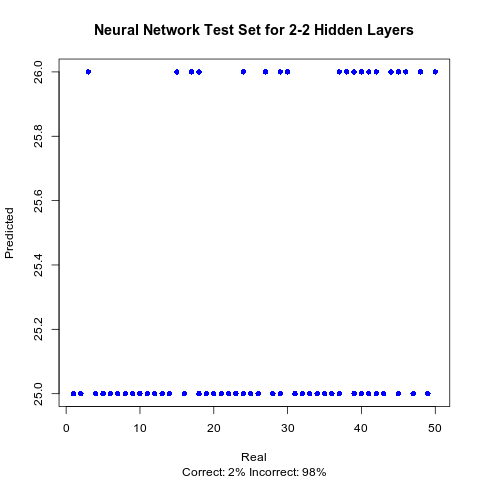 Neural Network Test Set for 2-2 Hidden Layers
Predicted
26.0
25.8
25.6
25.4
25.2
25.0
0 10 20 30 40 50
Real
Correct: 2% Incorrect: 98%